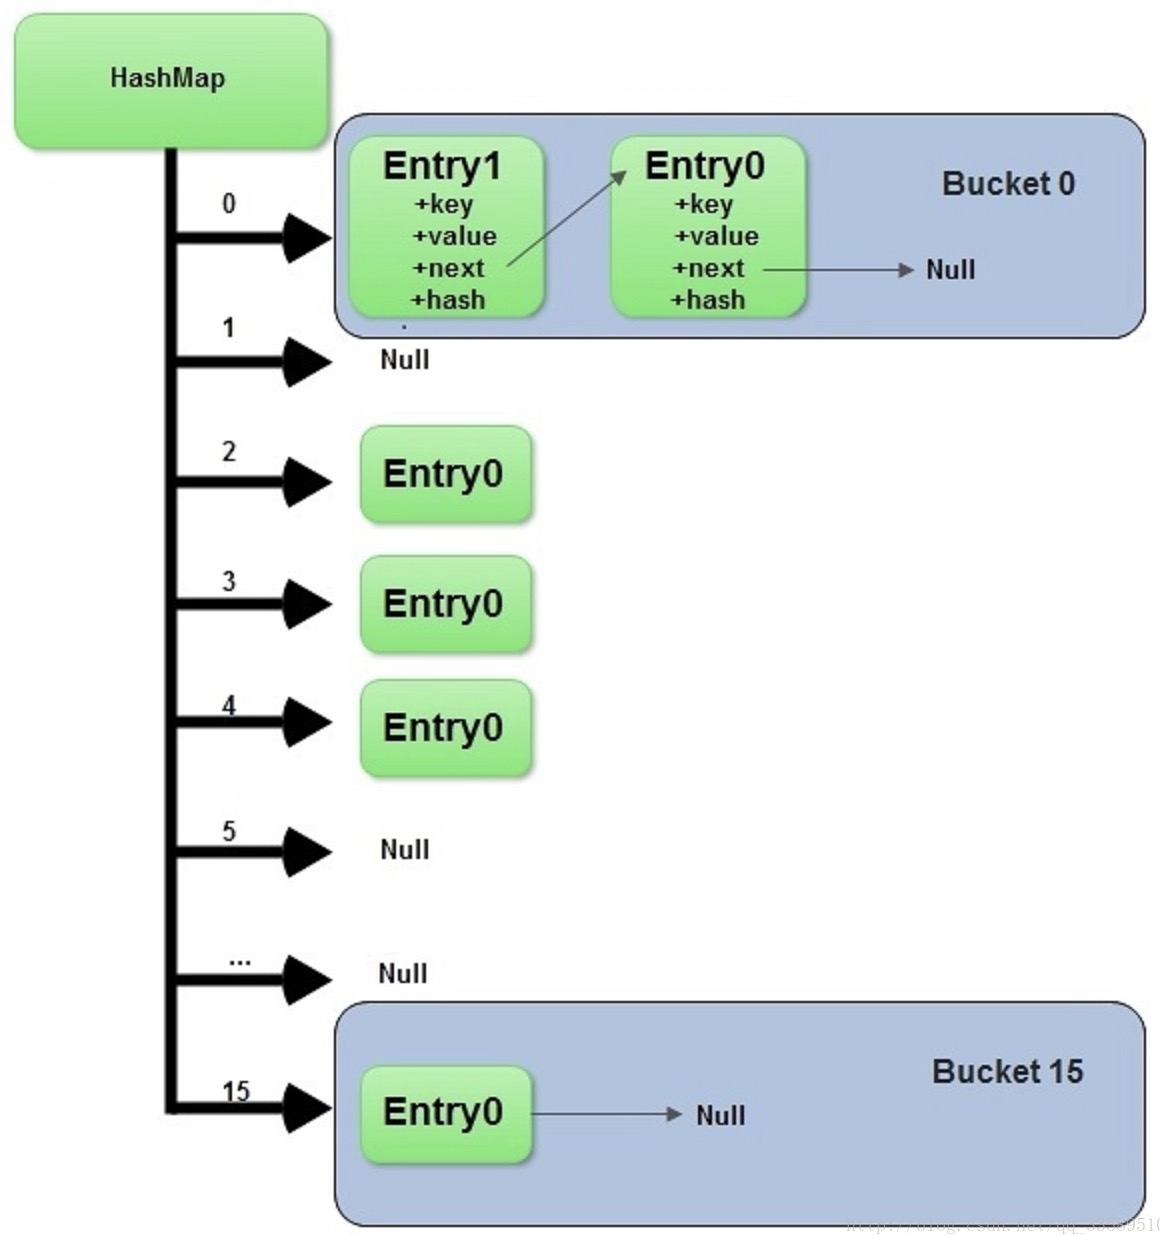 HashMap
0
Entry1
+key
+value
+next
+hash
Entry0
+key
+value
+next
+hash
Null
Bucket 0
1
Null
2
Entry0
3
Entry0
4
Entry0
5
Null
...
Null
15
Entry0
Null
Bucket 15